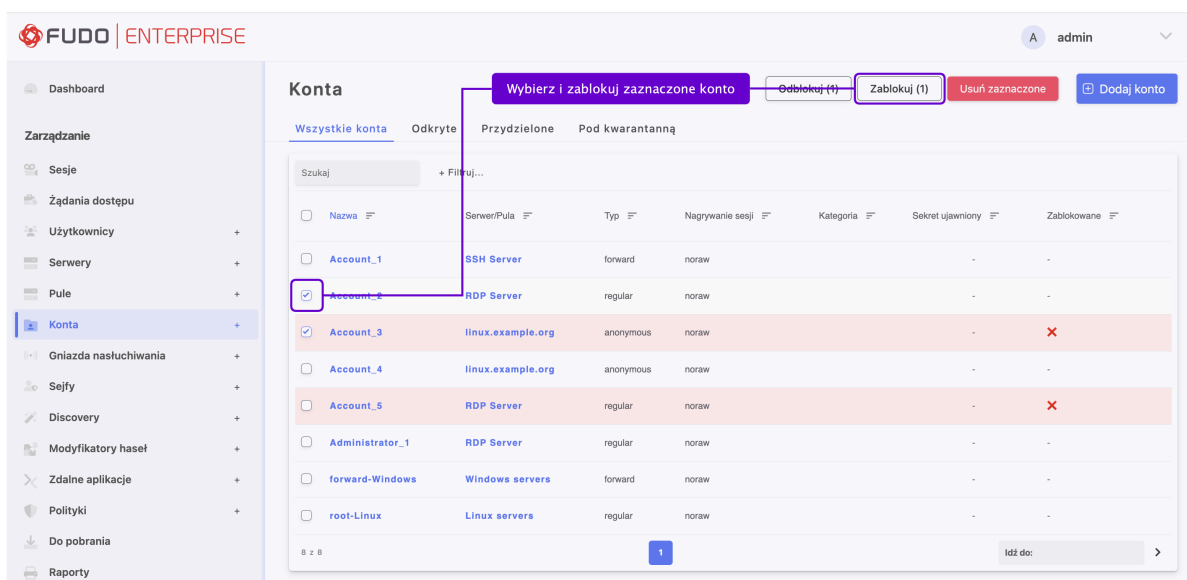 FUDO ENTERPRISE
A admin
Dashboard
Zarządzanie
Sesje
Żądania dostępu
Użytkownicy +
Serwery +
Pule +
Konta +
Gniazda nasłuchiwania +
Sejfy +
Discovery +
Modyfikatory haseł +
Zdalne aplikacje +
Polityki +
Do pobrania
Raporty
Konta
Wybierz i zablokuj zaznaczone konto
Odblokuj (1)
Zablokuj (1)
Usuń zaznaczone
Dodaj konto
Wszystkie konta Odkryte Przydzielone Pod kwarantanną
Szukaj + Filtruj...
Nazwa Serwer/Pula Typ Nagrywanie sesji Kategoria Sekret ujawniony Zablokowane
Account_1 SSH Server forward noraw - -
Account_2 RDP Server regular noraw - -
Account_3 linux.example.org anonymous noraw -
Account_4 linux.example.org anonymous noraw - -
Account_5 RDP Server regular noraw -
Administrator_1 RDP Server regular noraw - -
forward-Windows Windows servers forward noraw - -
root-Linux Linux servers regular noraw - -
8 z 8 1 Idź do: